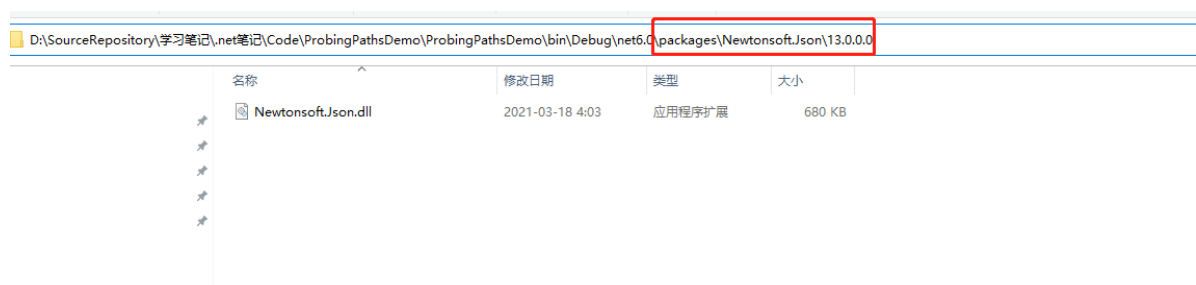 D:\SourceRepository\学习笔记\.net笔记\Code\ProbingPathsDemo\ProbingPathsDemo\bin\Debug\net6.0\packages\Newtonsoft.Json\13.0.0.0
名称 修改日期 类型 大小
Newtonsoft.Json.dll 2021-03-18 4:03 应用程序扩展 680 KB